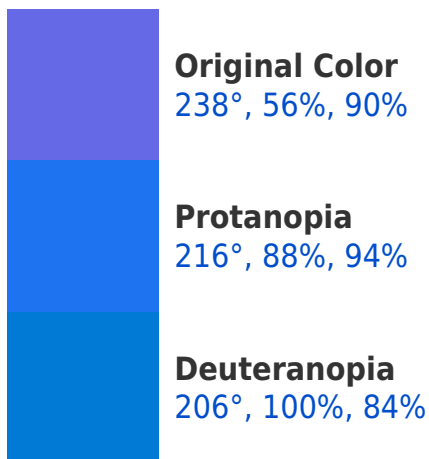 Original Color
238°, 56%, 90%
Protanopia
216°, 88%, 94%
Deuteranopia
206°, 100%, 84%